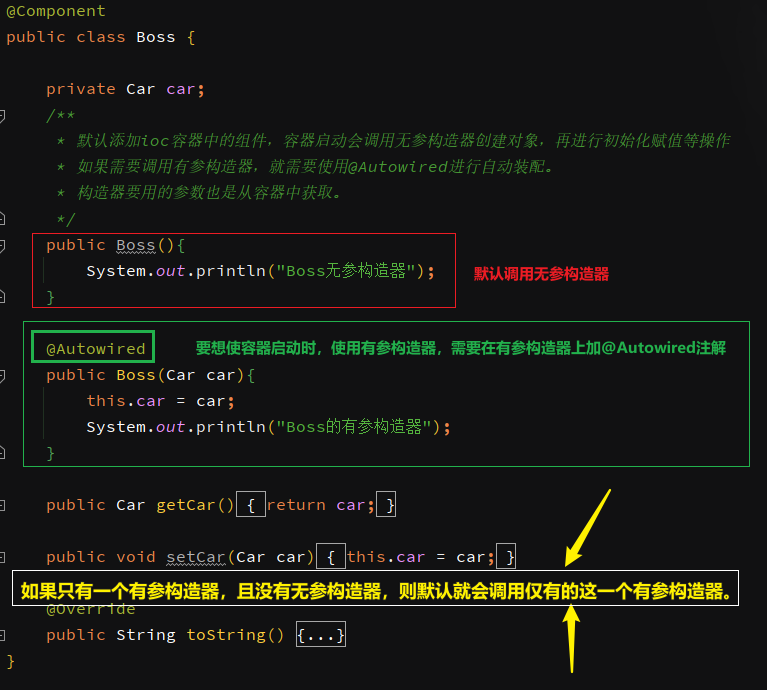 @Component
public class Boss {
private Car car;
/**
* 默认添加ioc容器中的组件，容器启动会调用无参构造器创建对象，再进行初始化赋值等操作
* 如果需要调用有参构造器，就需要使用@Autowired进行自动装配。
* 构造器要用的参数也是从容器中获取。
*/
public Boss(){
System.out.println("Boss无参构造器");
默认调用无参构造器
}
@Autowired
要想使容器启动时，使用有参构造器，需要在有参构造器上加@Autowired注解
public Boss(Car car){
this.car = car;
System.out.println("Boss的有参构造器");
}
public Car getCar() { return car; }
public void setCar(Car car) { this.car = car; }
如果只有一个有参构造器，且没有无参构造器，则默认就会调用仅有的这一个有参构造器。
@Override
public String toString() {...}
}